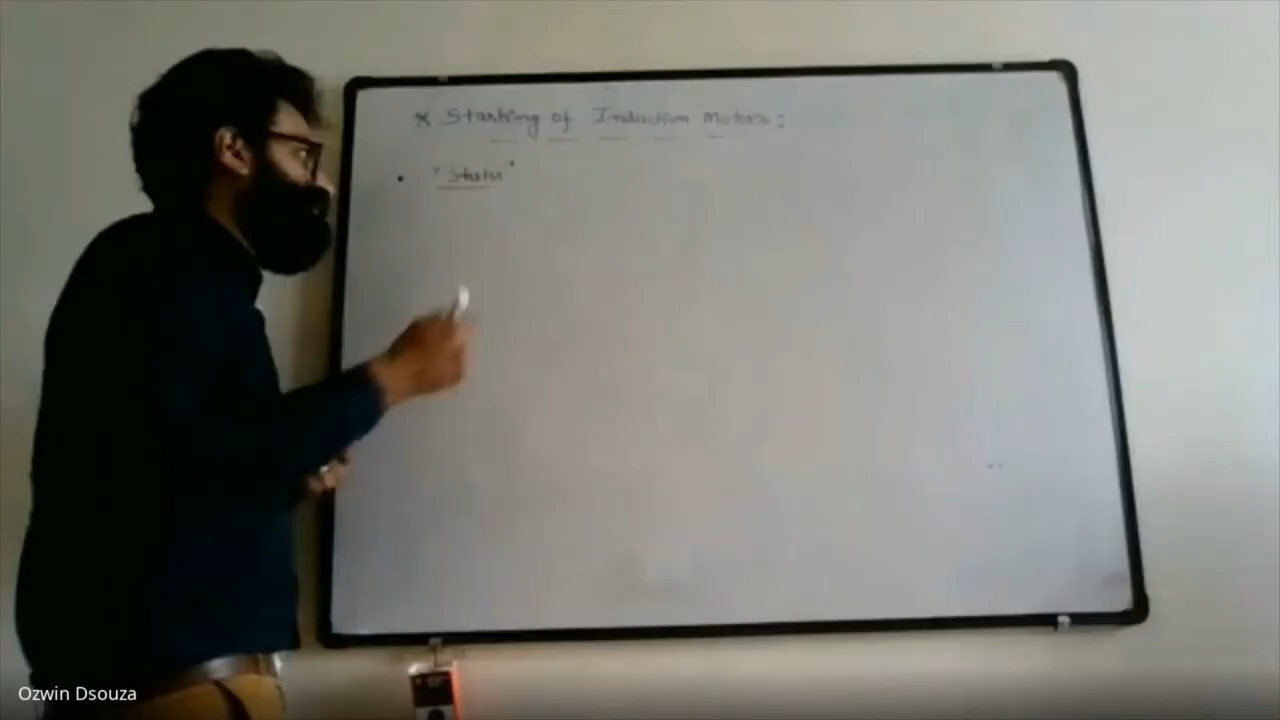 * Starting of Induction Motors:
• "Stator"
Ozwin Dsouza